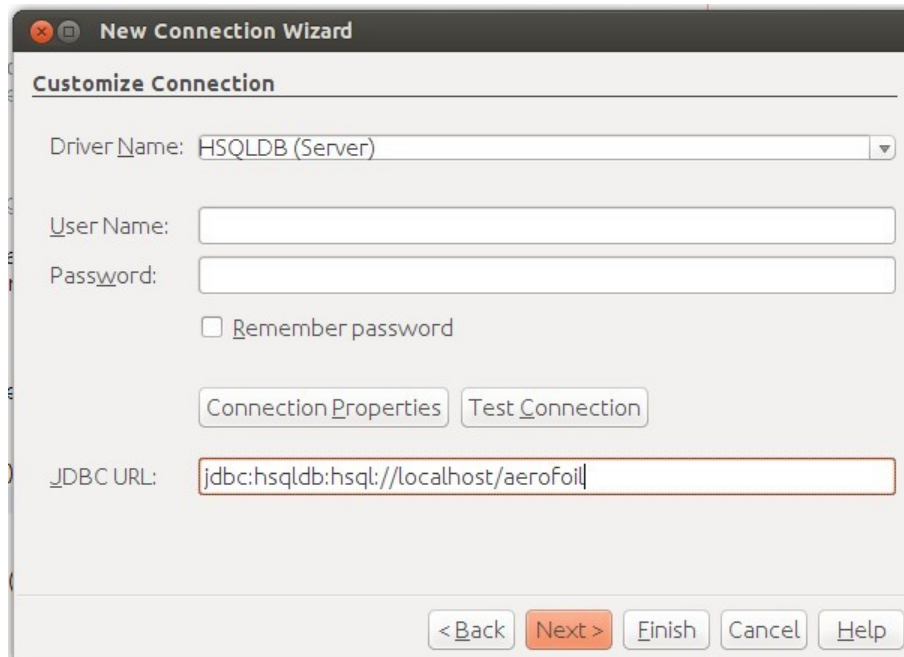 New Connection Wizard
Customize Connection
Driver Name: HSQLDB (Server)
User Name:
Password:
Remember password
Connection Properties Test Connection
JDBC URL: jdbc:hsqldb:hsql://localhost/aerofoil
< Back Next > Finish Cancel Help